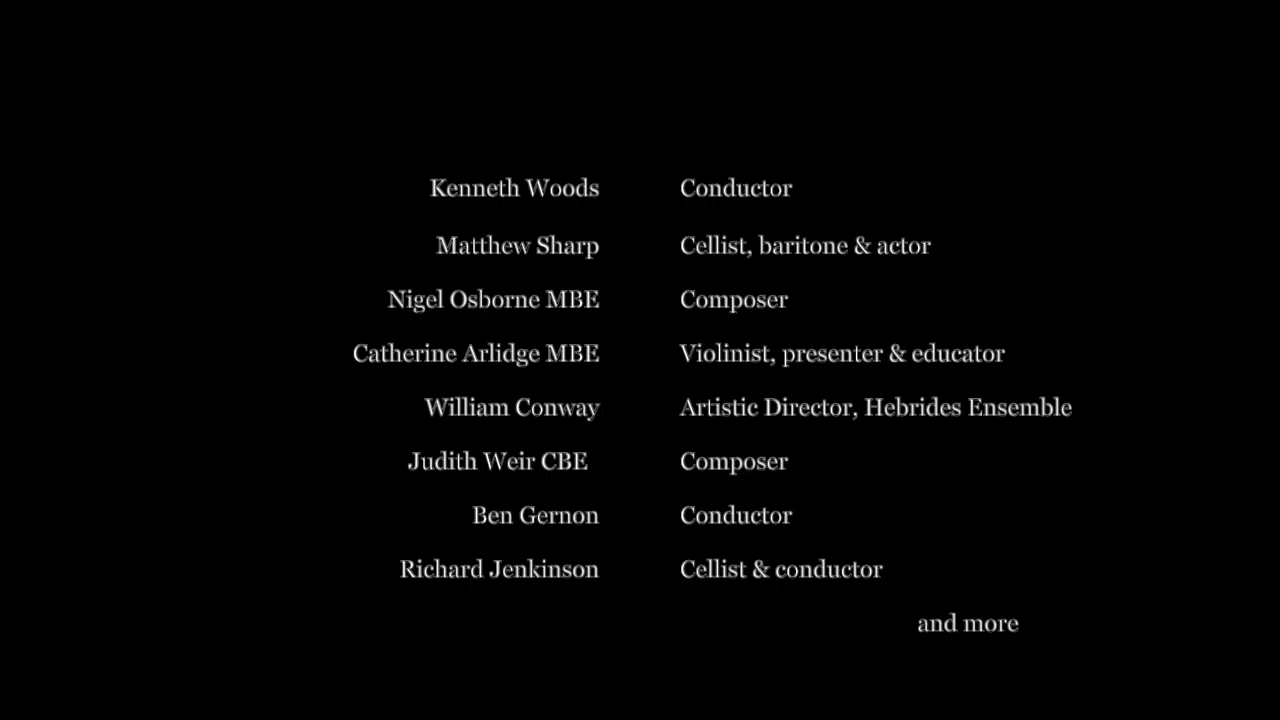 Kenneth Woods Conductor
Matthew Sharp Cellist, baritone & actor
Nigel Osborne MBE Composer
Catherine Arlidge MBE Violinist, presenter & educator
William Conway Artistic Director, Hebrides Ensemble
Judith Weir CBE Composer
Ben Gernon Conductor
Richard Jenkinson Cellist & conductor
and more